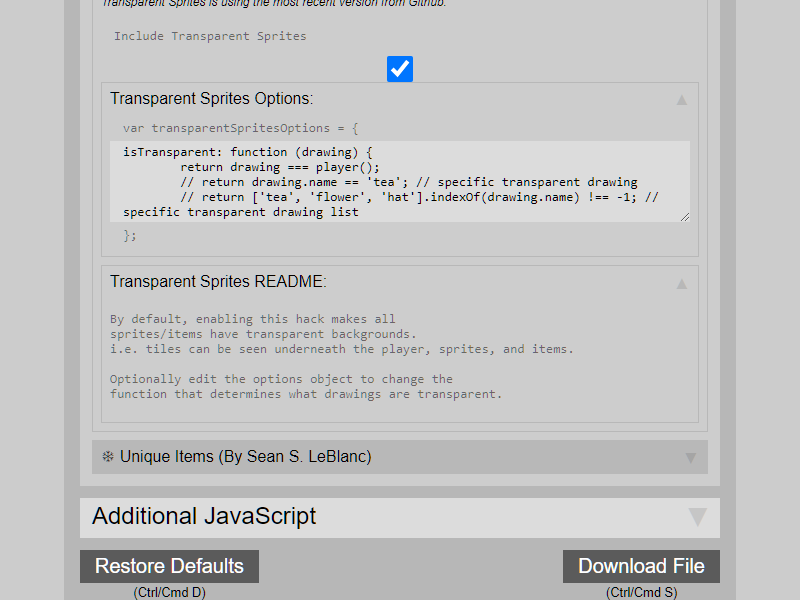 Transparent Sprites is using the most recent version from Github.
Include Transparent Sprites
Transparent Sprites Options:
var transparentSpritesOptions = {
isTransparent: function (drawing) {
return drawing === player();
// return drawing.name == 'tea'; // specific transparent drawing
// return ['tea', 'flower', 'hat'].indexOf(drawing.name) !== -1; //
specific transparent drawing list
};
Transparent Sprites README:
By default, enabling this hack makes all
sprites/items have transparent backgrounds.
i.e. tiles can be seen underneath the player, sprites, and items.
Optionally edit the options object to change the
function that determines what drawings are transparent.
❄ Unique Items (By Sean S. LeBlanc)
Additional JavaScript
Restore Defaults
Download File
(Ctrl/Cmd D)
(Ctrl/Cmd S)